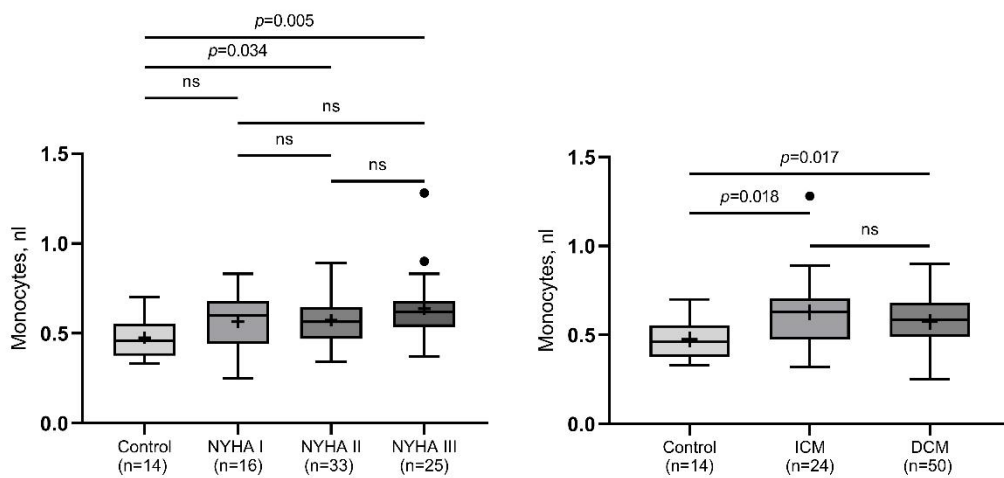 p=0.005
p=0.034
ns
ns
ns
ns
Monocytes, nl
1.5
1.0
0.5
0.0
Control
(n=14)
NYHA I
(n=16)
NYHA II
(n=33)
NYHA III
(n=25)
p=0.017
p=0.018
ns
Monocytes, nl
1.5
1.0
0.5
0.0
Control
(n=14)
ICM
(n=24)
DCM
(n=50)